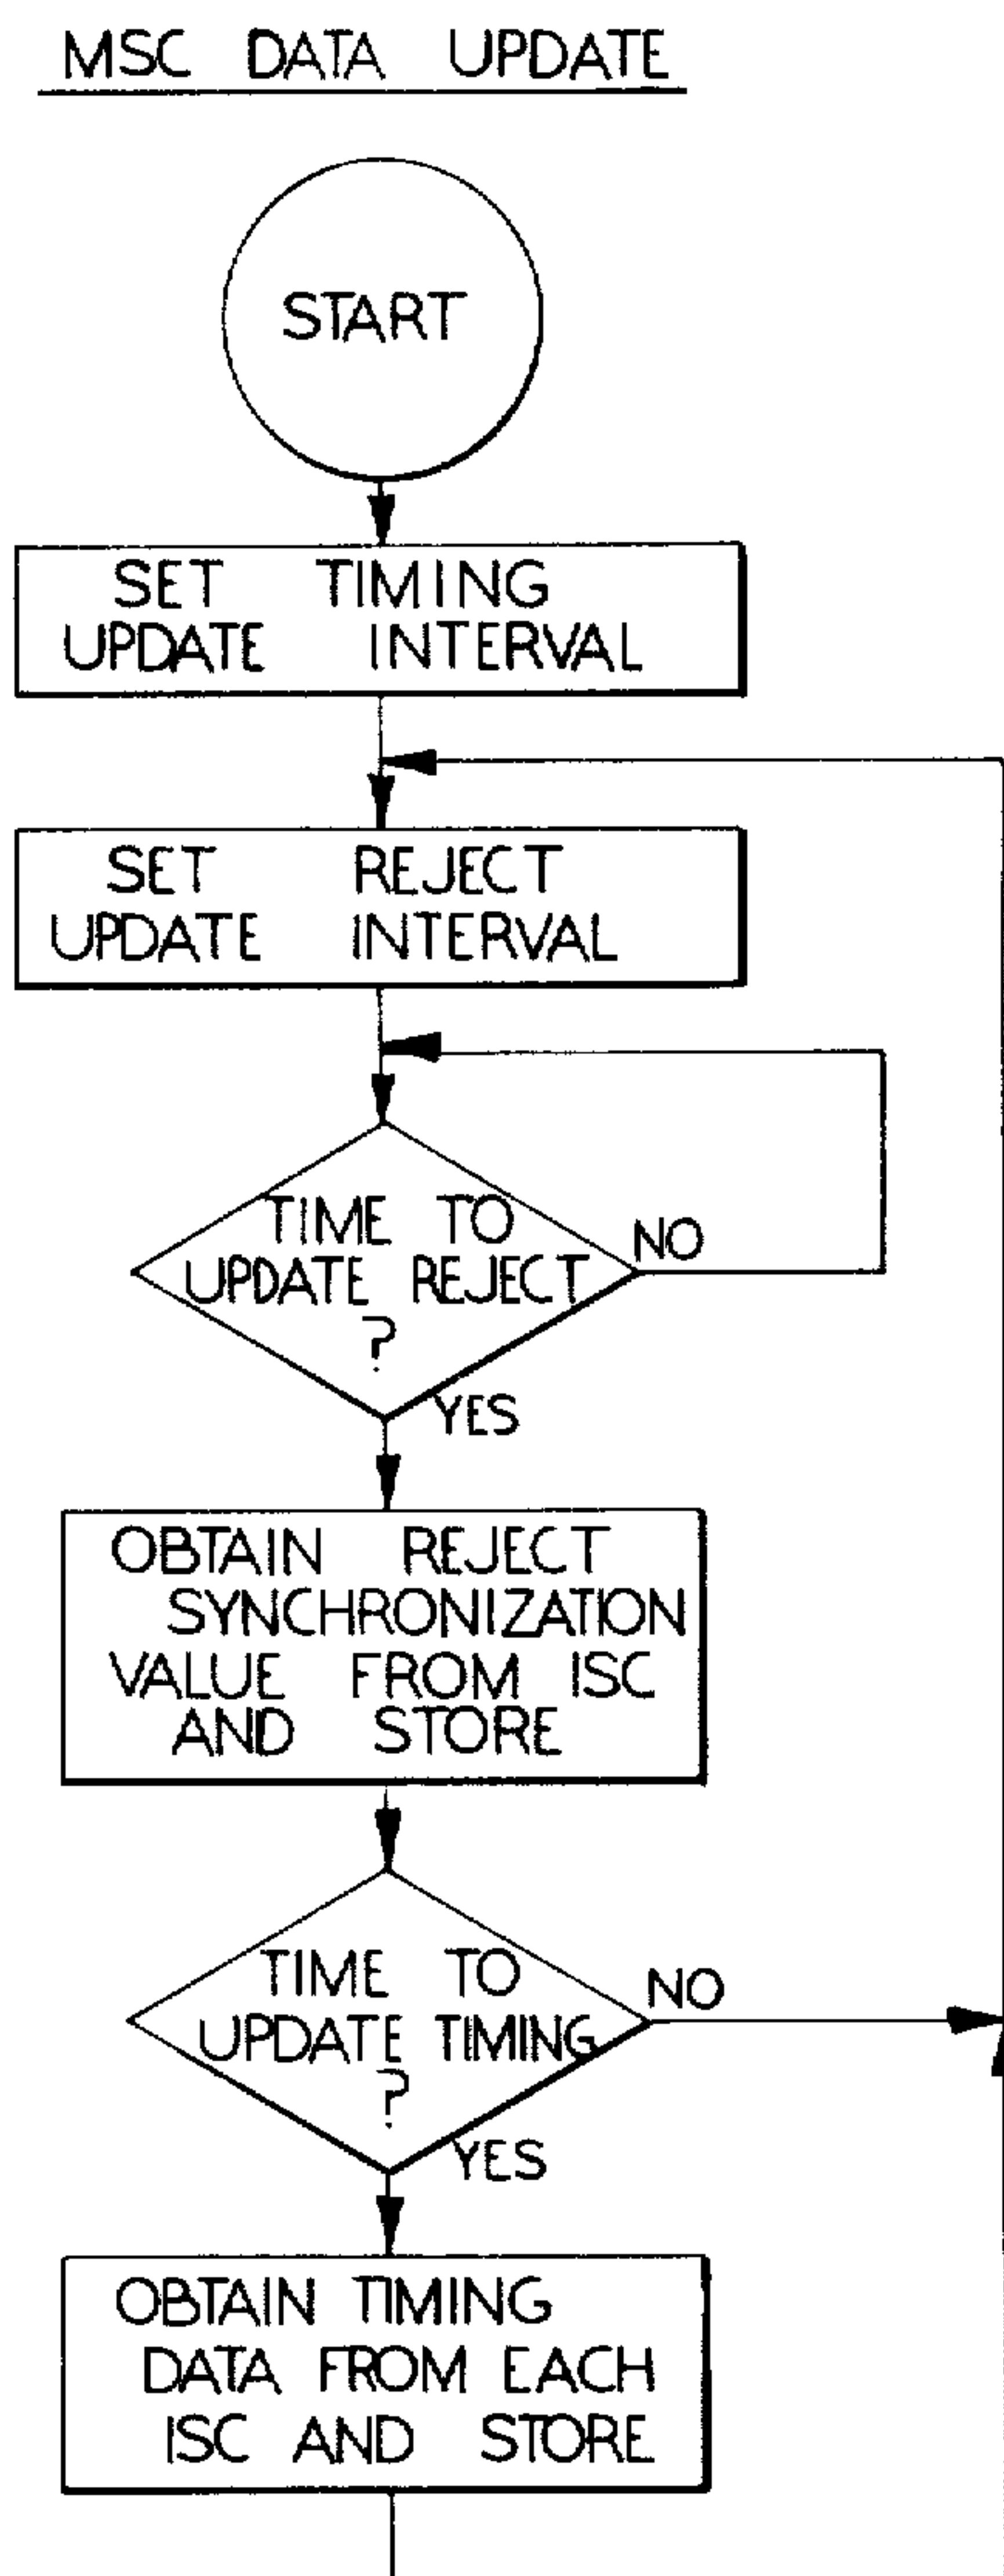 MSC DATA UPDATE
START
SET TIMING
UPDATE INTERVAL
SET REJECT
UPDATE INTERVAL
TIME TO
UPDATE REJECT
?
NO
YES
OBTAIN REJECT
SYNCHRONIZATION
VALUE FROM ISC
AND STORE
TIME TO
UPDATE TIMING
?
NO
YES
OBTAIN TIMING
DATA FROM EACH
ISC AND STORE